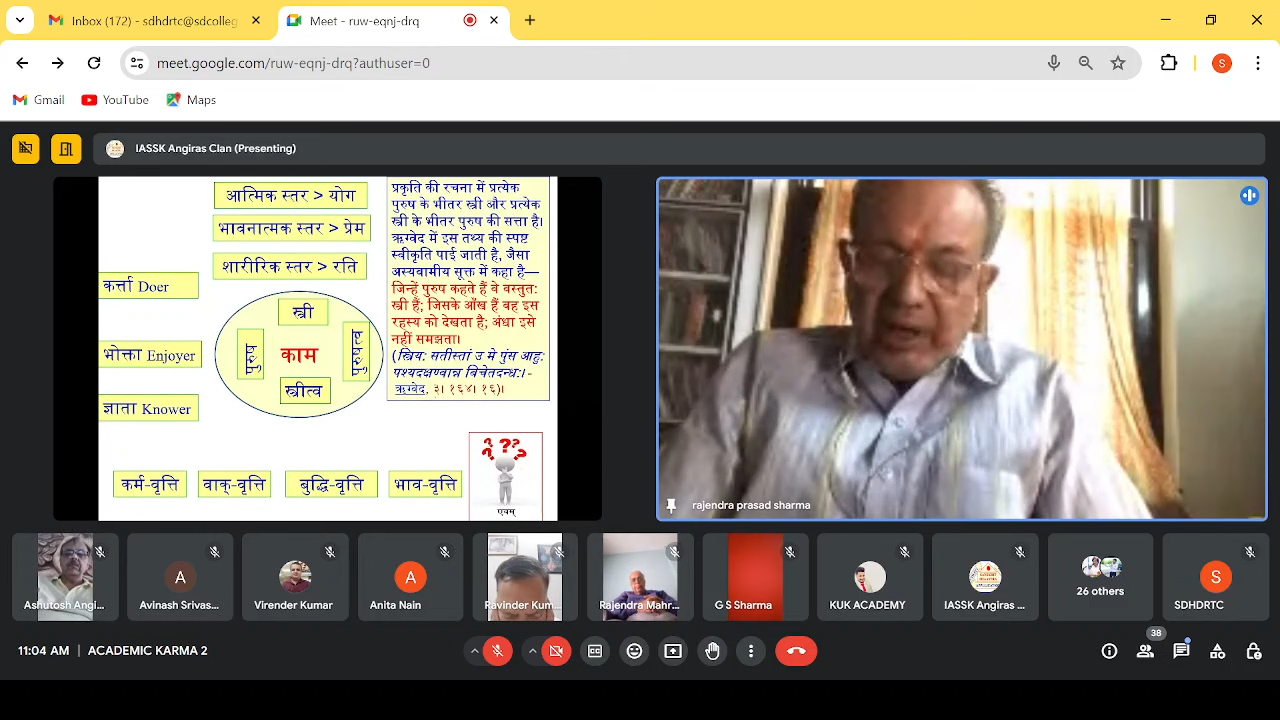 Inbox (172) - sdhdrtc@sdcolleg
Meet - ruw-eqnj-drq
meet.google.com/ruw-eqnj-drq?authuser=0
S
Gmail
YouTube
Maps
IASSK Angiras Clan (Presenting)
आत्मिक स्तर > योग
भावनात्मक स्तर > प्रेम
शारीरिक स्तर > रति
कर्त्ता Doer
भोक्ता Enjoyer
ज्ञाता Knower
स्त्री
पुरुष
काम
पुरुषत्व
स्त्रीत्व
प्रकृति की रचना में प्रत्येक
पुरुष के भीतर स्त्री और प्रत्येक
स्त्री के भीतर पुरुष की सत्ता है।
ऋग्वेद में इस तथ्य की स्पष्ट
स्वीकृति पाई जाती है, जैसा
अस्यवामीय सूक्त में कहा है—
जिन्हें पुरुष कहते हैं वे वस्तुत:
स्त्री हैं; जिसके आँख हैं वह इस
रहस्य को देखता है; अंधा इसे
नहीं समझता।
(स्त्रिय: सतीस्तां उ मे पुंस आहु:
पश्यदक्षण्वान्न विचेतदन्ध:।-
ऋग्वेद, ३। १६४। १६)।
कर्म-वृत्ति
वाक्-वृत्ति
बुद्धि-वृत्ति
भाव-वृत्ति
? ?? ?
एवम्
rajendra prasad sharma
Ashutosh Angi...
A
Avinash Srivas...
Virender Kumar
A
Anita Nain
Ravinder Kum...
Rajendra Mahr...
G S Sharma
KUK ACADEMY
IASSK Angiras ...
26 others
S
SDHDRTC
11:04 AM | ACADEMIC KARMA 2
38